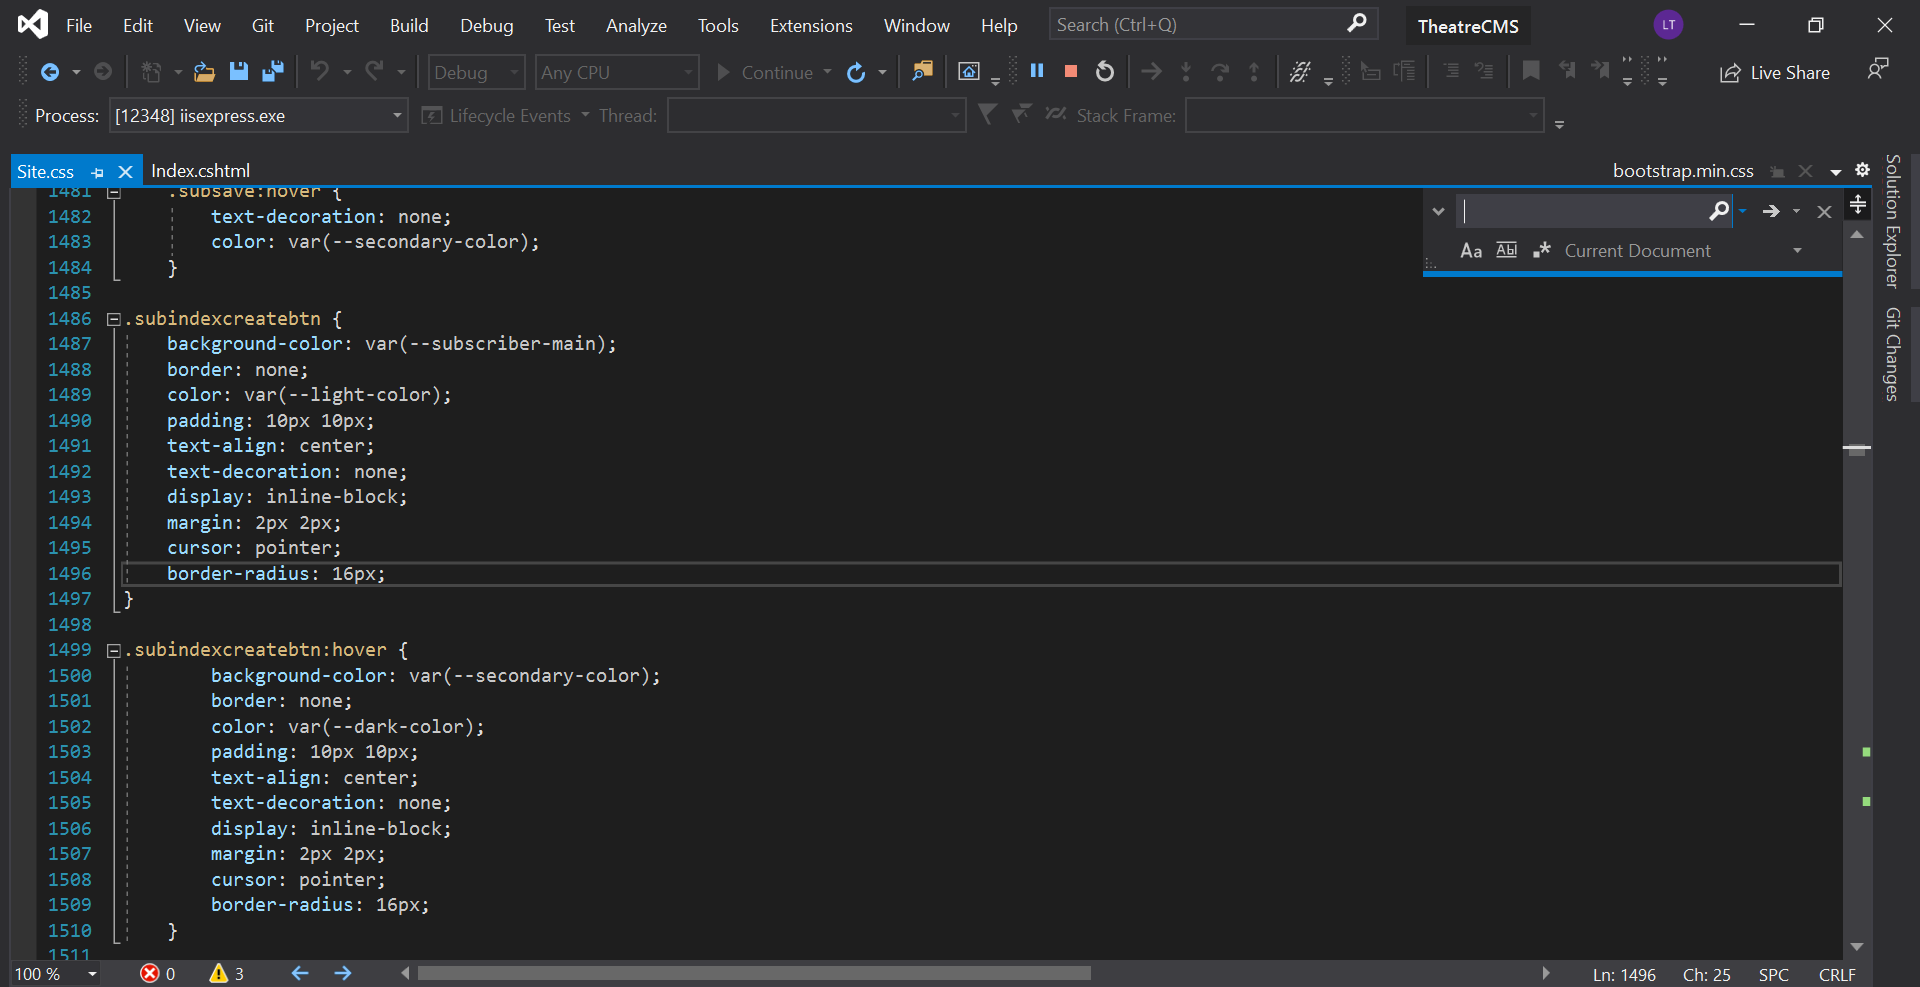 File Edit View Git Project Build Debug Test Analyze Tools Extensions Window Help Search (Ctrl+Q) TheatreCMS LT
Debug Any CPU Continue Live Share
Process: [12348] iisexpress.exe Lifecycle Events Thread: Stack Frame:
Site.css Index.cshtml bootstrap.min.css
1481 .subsave:hover {
1482 text-decoration: none;
1483 color: var(--secondary-color);
1484 }
1485
1486 .subindexcreatebtn {
1487 background-color: var(--subscriber-main);
1488 border: none;
1489 color: var(--light-color);
1490 padding: 10px 10px;
1491 text-align: center;
1492 text-decoration: none;
1493 display: inline-block;
1494 margin: 2px 2px;
1495 cursor: pointer;
1496 border-radius: 16px;
1497 }
1498
1499 .subindexcreatebtn:hover {
1500 background-color: var(--secondary-color);
1501 border: none;
1502 color: var(--dark-color);
1503 padding: 10px 10px;
1504 text-align: center;
1505 text-decoration: none;
1506 display: inline-block;
1507 margin: 2px 2px;
1508 cursor: pointer;
1509 border-radius: 16px;
1510 }
1511
Aa Abl .* Current Document
Solution Explorer
Git Changes
100 % 0 3 Ln: 1496 Ch: 25 SPC CRLF